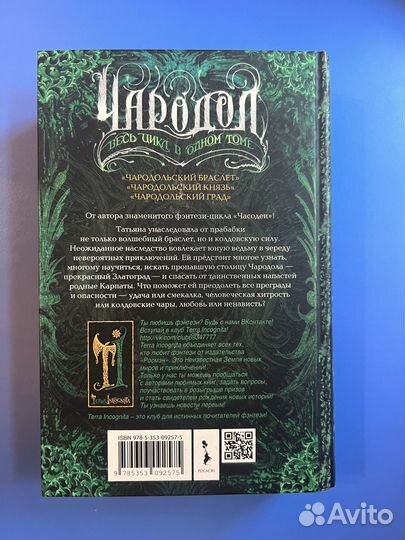 ЧАРОДОЛ
ВЕСЬ ЦИКЛ В ОДНОМ ТОМЕ
«ЧАРОДОЛЬСКИЙ БРАСЛЕТ»
«ЧАРОДОЛЬСКИЙ КНЯЗЬ»
«ЧАРОДОЛЬСКИЙ ГРАД»
От автора знаменитого фэнтези-цикла «Часодеи»!
Татьяна унаследовала от прабабки
не только волшебный браслет, но и колдовскую силу.
Неожиданное наследство вовлекает юную ведьму в череду
невероятных приключений. Ей предстоит многое узнать,
многому научиться, искать пропавшую столицу Чародола —
прекрасный Златоград — и спасать от таинственных напастей
родные Карпаты. Что поможет ей преодолеть все преграды
и опасности — удача или смекалка, человеческая хитрость
или колдовские чары, любовь или ненависть?
Ты любишь фэнтези? Будь с нами ВКонтакте!
Вступай в клуб Terra Incognita!
Terra Incognita объединяет всех тех,
кто любит фэнтези от издательства
«Росмэн». Это Неизвестная Земля новых
миров и приключений!
Только у нас ты можешь пообщаться
с авторами любимых книг, задать вопросы,
поучаствовать в розыгрыше призов
и стать свидетелем рождения новых историй!
Ты узнаешь новости первым!
Terra Incognita
Terra Incognita – это клуб для истинных почитателей фэнтези!
ISBN 978-5-353-09257-5
9 785353 092575
РОСМЭН
Avito